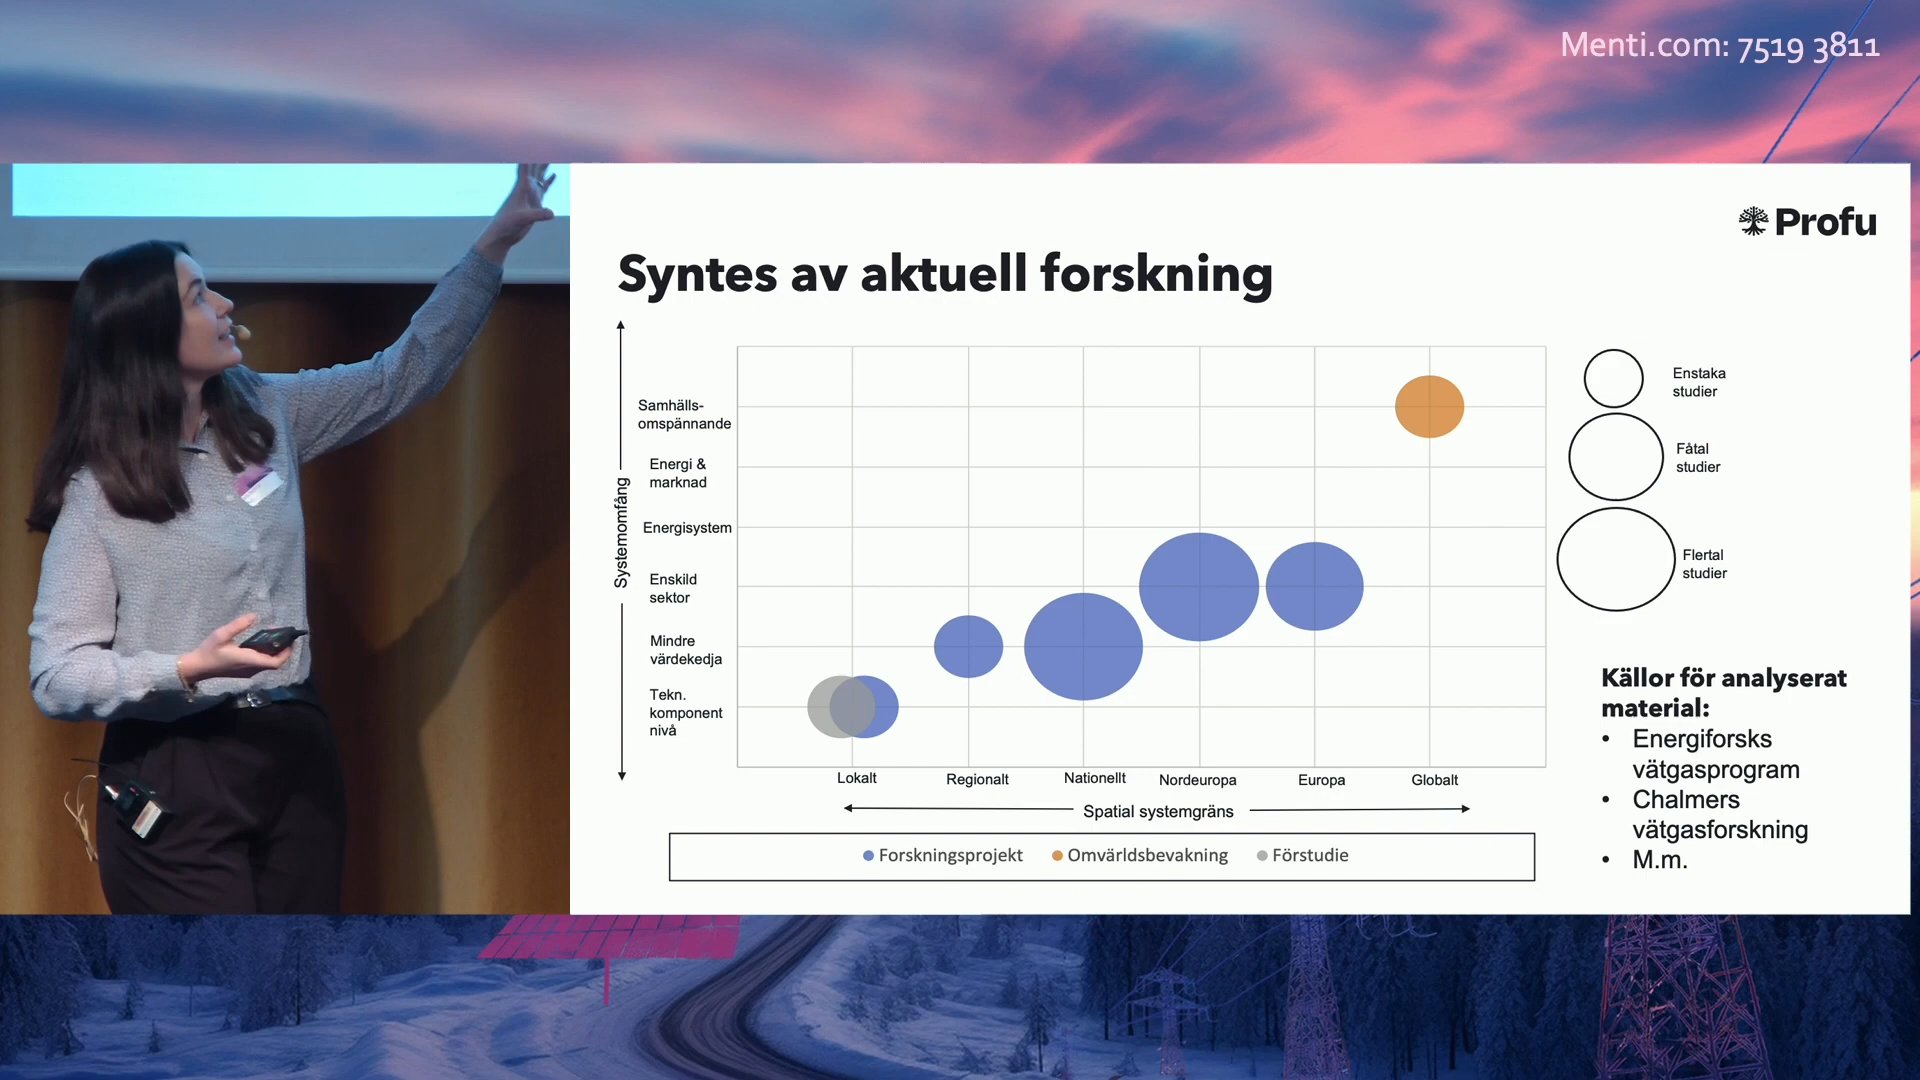 Menti.com: 7519 3811
Profu
Syntes av aktuell forskning
Systemomfång
Samhälls-
omspännande
Energi &
marknad
Energisystem
Enskild
sektor
Mindre
värdekedja
Tekn.
komponent
nivå
Lokalt
Regionalt
Nationellt
Nordeuropa
Europa
Globalt
Spatial systemgräns
Forskningsprojekt
Omvärldsbevakning
Förstudie
Enstaka
studier
Fåtal
studier
Flertal
studier
Källor för analyserat
material:
• Energiforsks
vätgasprogram
• Chalmers
vätgasforskning
• M.m.